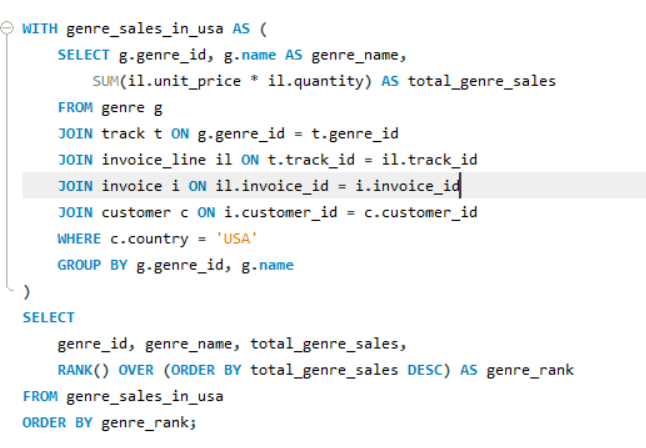 WITH genre_sales_in_usa AS (
SELECT g.genre_id, g.name AS genre_name,
SUM(il.unit_price * il.quantity) AS total_genre_sales
FROM genre g
JOIN track t ON g.genre_id = t.genre_id
JOIN invoice_line il ON t.track_id = il.track_id
JOIN invoice i ON il.invoice_id = i.invoice_id
JOIN customer c ON i.customer_id = c.customer_id
WHERE c.country = 'USA'
GROUP BY g.genre_id, g.name
)
SELECT
genre_id, genre_name, total_genre_sales,
RANK() OVER (ORDER BY total_genre_sales DESC) AS genre_rank
FROM genre_sales_in_usa
ORDER BY genre_rank;